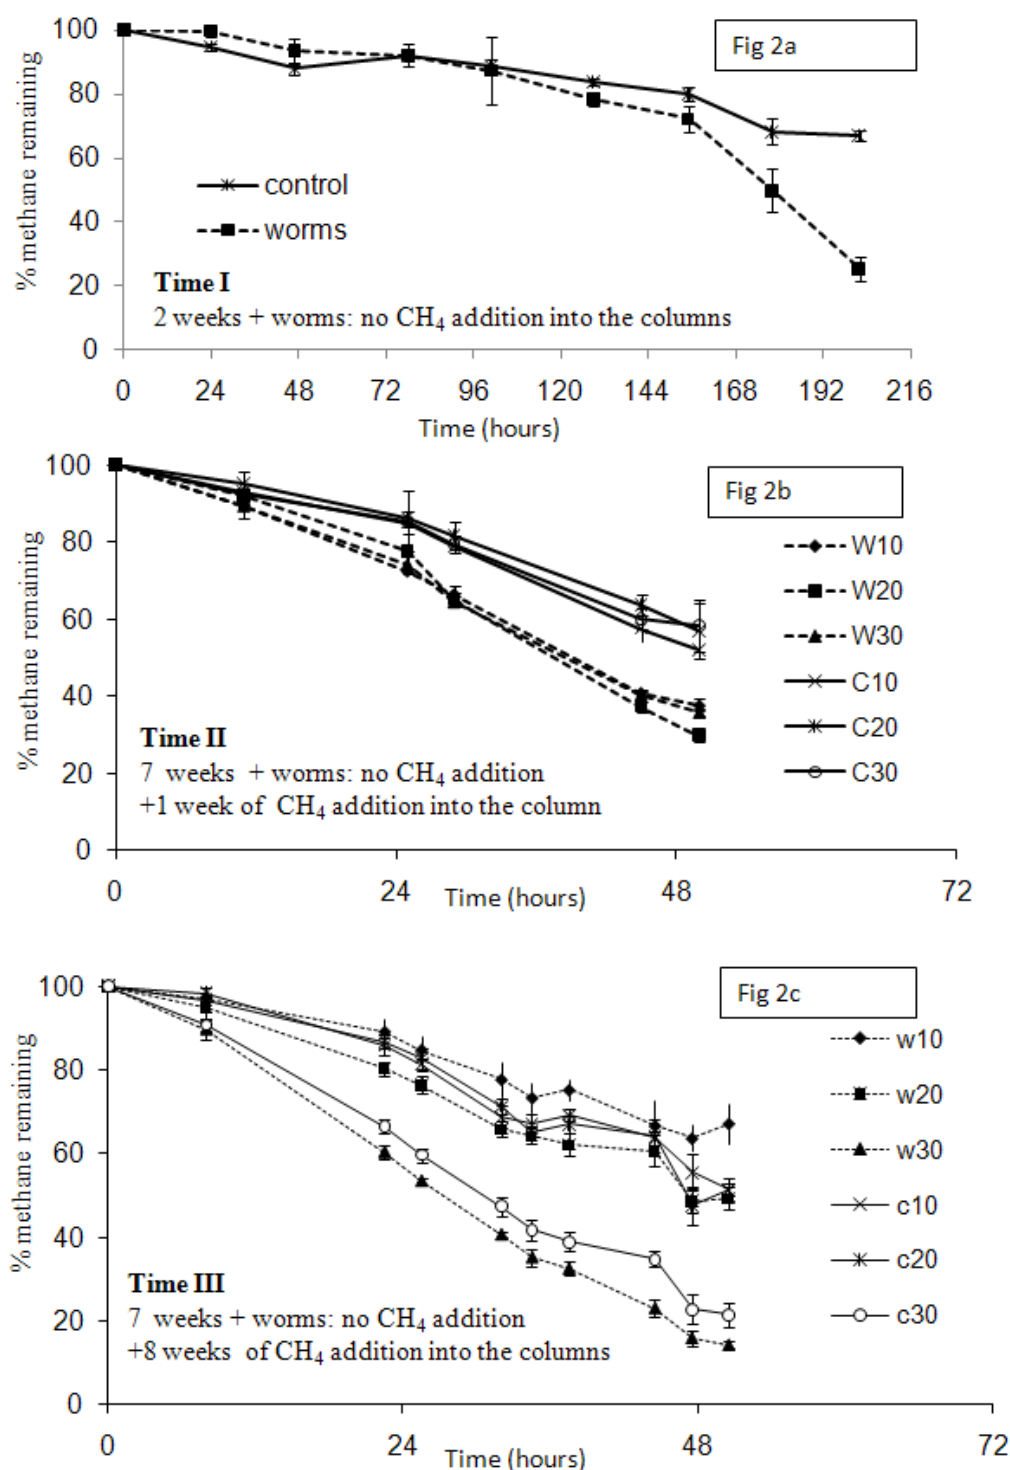 Fig 2a
% methane remaining
100
80
60
40
20
0
control
worms
Time I
2 weeks + worms: no CH₄ addition into the columns
0 24 48 72 96 120 144 168 192 216
Time (hours)
Fig 2b
% methane remaining
100
80
60
40
20
0
W10
W20
W30
C10
C20
C30
Time II
7 weeks + worms: no CH₄ addition
+1 week of CH₄ addition into the column
0 24 48 72
Time (hours)
Fig 2c
% methane remaining
100
80
60
40
20
0
w10
w20
w30
c10
c20
c30
Time III
7 weeks + worms: no CH₄ addition
+8 weeks of CH₄ addition into the columns
0 24 48 72
Time (hours)